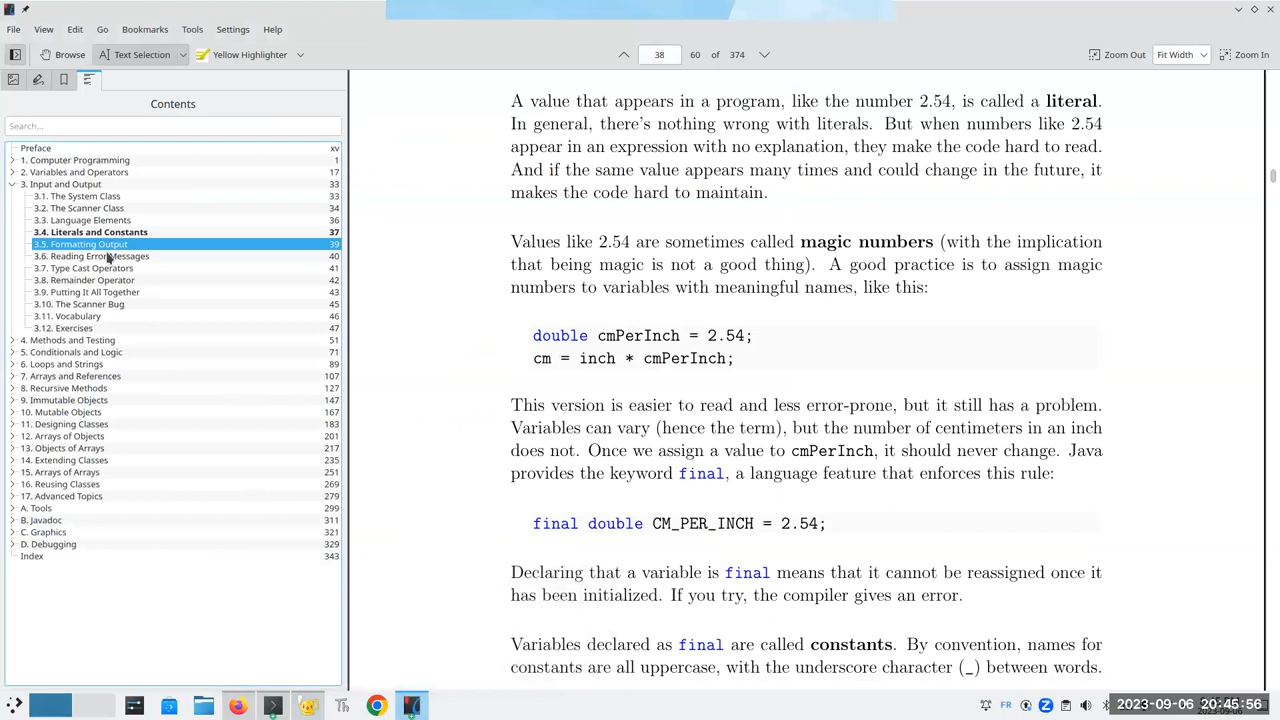 File View Edit Go Bookmarks Tools Settings Help
Browse Text Selection Yellow Highlighter 38 60 of 374 Zoom Out Fit Width Zoom In
Contents
Search...
Preface xv
1. Computer Programming 1
2. Variables and Operators 17
3. Input and Output 33
3.1. The System Class 33
3.2. The Scanner Class 34
3.3. Language Elements 36
3.4. Literals and Constants 37
3.5. Formatting Output 39
3.6. Reading Error Messages 40
3.7. Type Cast Operators 41
3.8. Remainder Operator 42
3.9. Putting It All Together 43
3.10. The Scanner Bug 45
3.11. Vocabulary 46
3.12. Exercises 47
4. Methods and Testing 51
5. Conditionals and Logic 71
6. Loops and Strings 89
7. Arrays and References 107
8. Recursive Methods 127
9. Immutable Objects 147
10. Mutable Objects 167
11. Designing Classes 183
12. Arrays of Objects 201
13. Objects of Arrays 217
14. Extending Classes 235
15. Arrays of Arrays 251
16. Reusing Classes 269
17. Advanced Topics 279
A. Tools 299
B. Javadoc 311
C. Graphics 321
D. Debugging 329
Index 343
A value that appears in a program, like the number 2.54, is called a literal.
In general, there's nothing wrong with literals. But when numbers like 2.54
appear in an expression with no explanation, they make the code hard to read.
And if the same value appears many times and could change in the future, it
makes the code hard to maintain.
Values like 2.54 are sometimes called magic numbers (with the implication
that being magic is not a good thing). A good practice is to assign magic
numbers to variables with meaningful names, like this:
double cmPerInch = 2.54;
cm = inch * cmPerInch;
This version is easier to read and less error-prone, but it still has a problem.
Variables can vary (hence the term), but the number of centimeters in an inch
does not. Once we assign a value to cmPerInch, it should never change. Java
provides the keyword final, a language feature that enforces this rule:
final double CM_PER_INCH = 2.54;
Declaring that a variable is final means that it cannot be reassigned once it
has been initialized. If you try, the compiler gives an error.
Variables declared as final are called constants. By convention, names for
constants are all uppercase, with the underscore character (_) between words.
Th FR Z 2023-09-06 20:45:56